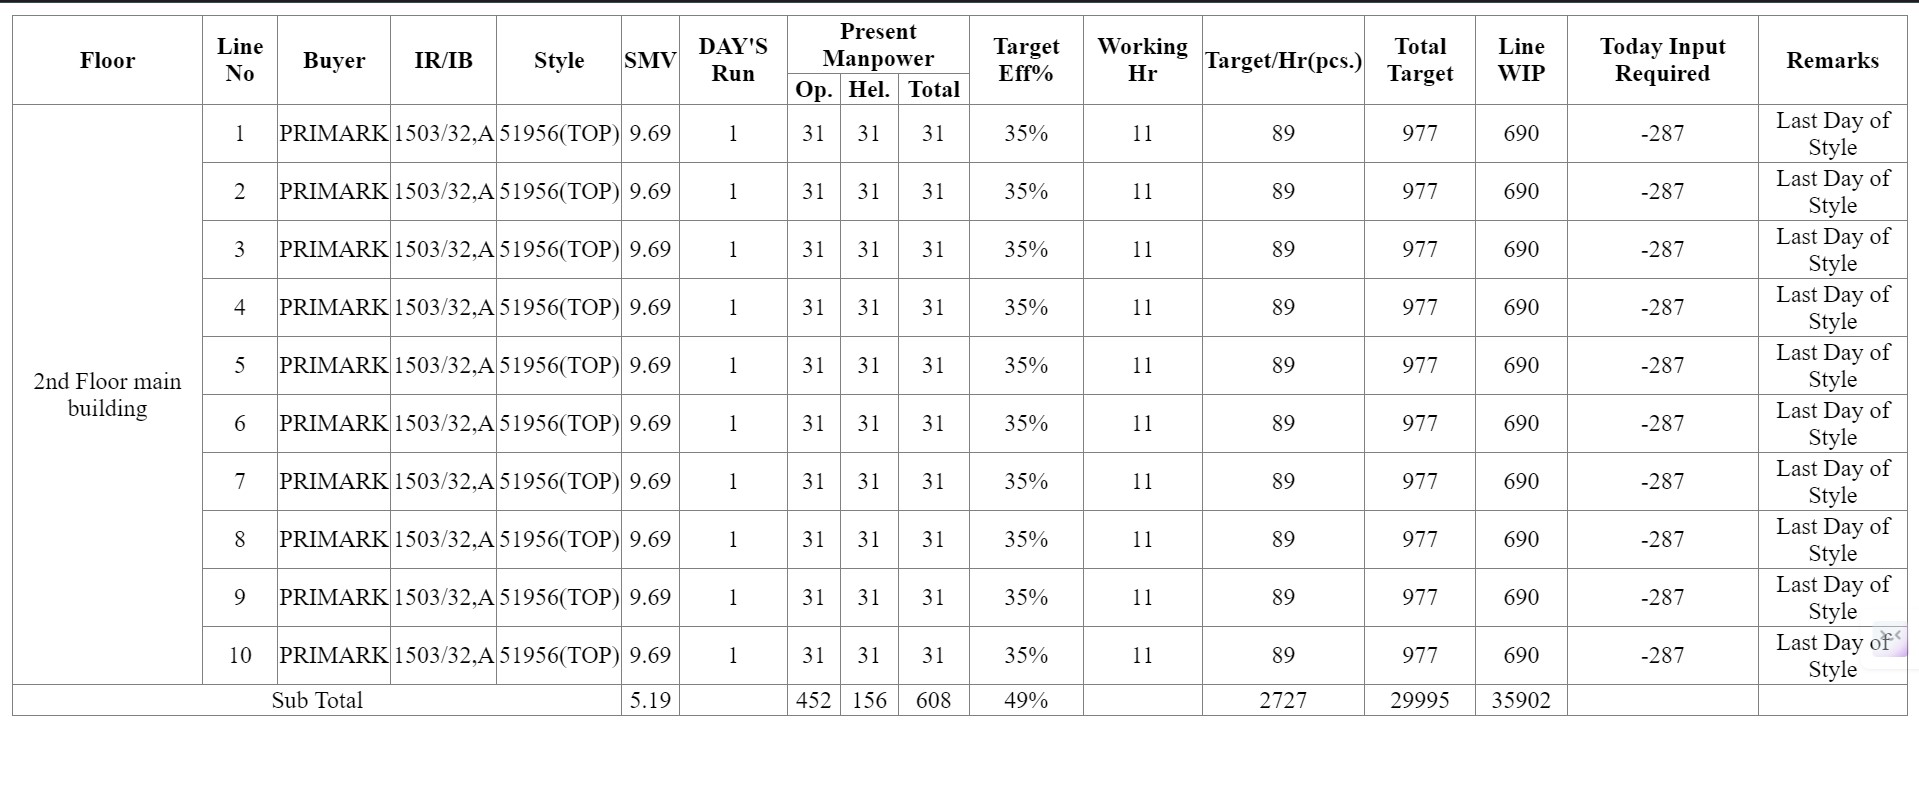 Floor Line No Buyer IR/IB Style SMV DAY'S Run Present Manpower Target Eff% Working Hr Target/Hr(pcs.) Total Target Line WIP Today Input Required Remarks
Op. Hel. Total
2nd Floor main building
1 PRIMARK 1503/32,A 51956(TOP) 9.69 1 31 31 31 35% 11 89 977 690 -287 Last Day of Style
2 PRIMARK 1503/32,A 51956(TOP) 9.69 1 31 31 31 35% 11 89 977 690 -287 Last Day of Style
3 PRIMARK 1503/32,A 51956(TOP) 9.69 1 31 31 31 35% 11 89 977 690 -287 Last Day of Style
4 PRIMARK 1503/32,A 51956(TOP) 9.69 1 31 31 31 35% 11 89 977 690 -287 Last Day of Style
5 PRIMARK 1503/32,A 51956(TOP) 9.69 1 31 31 31 35% 11 89 977 690 -287 Last Day of Style
6 PRIMARK 1503/32,A 51956(TOP) 9.69 1 31 31 31 35% 11 89 977 690 -287 Last Day of Style
7 PRIMARK 1503/32,A 51956(TOP) 9.69 1 31 31 31 35% 11 89 977 690 -287 Last Day of Style
8 PRIMARK 1503/32,A 51956(TOP) 9.69 1 31 31 31 35% 11 89 977 690 -287 Last Day of Style
9 PRIMARK 1503/32,A 51956(TOP) 9.69 1 31 31 31 35% 11 89 977 690 -287 Last Day of Style
10 PRIMARK 1503/32,A 51956(TOP) 9.69 1 31 31 31 35% 11 89 977 690 -287 Last Day of Style
Sub Total 5.19 452 156 608 49% 2727 29995 35902